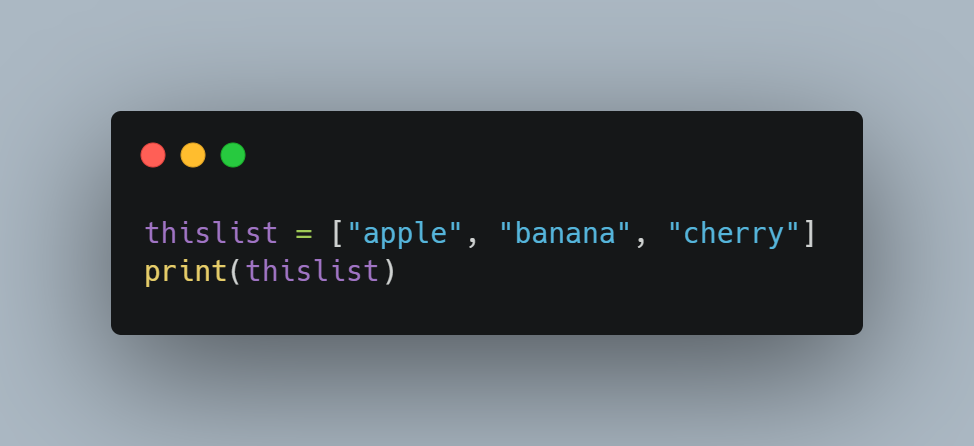 thislist = ["apple", "banana", "cherry"]
print(thislist)